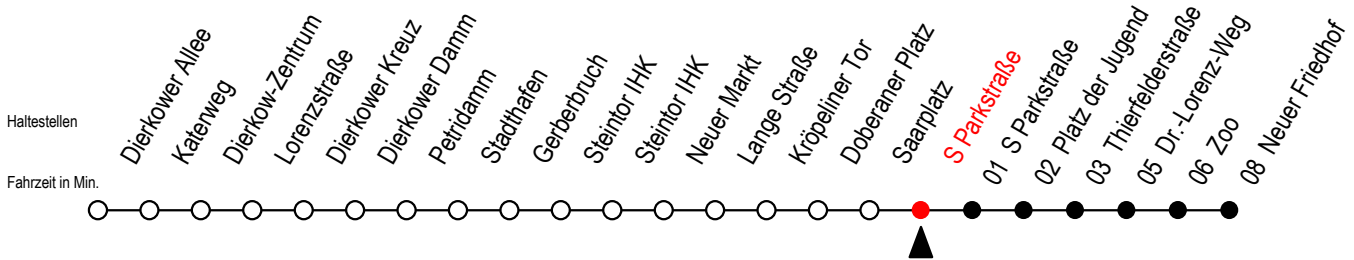 Haltestellen
Fahrzeit in Min.
Dierkower Allee
Katerweg
Dierkow-Zentrum
Lorenzstraße
Dierkower Kreuz
Dierkower Damm
Petridamm
Stadthafen
Gerberbruch
Steintor IHK
Steintor IHK
Neuer Markt
Lange Straße
Kröpeliner Tor
Doberaner Platz
Saarplatz
S Parkstraße
01 S Parkstraße
02 Platz der Jugend
03 Thierfelderstraße
05 Dr.-Lorenz-Weg
06 Zoo
08 Neuer Friedhof